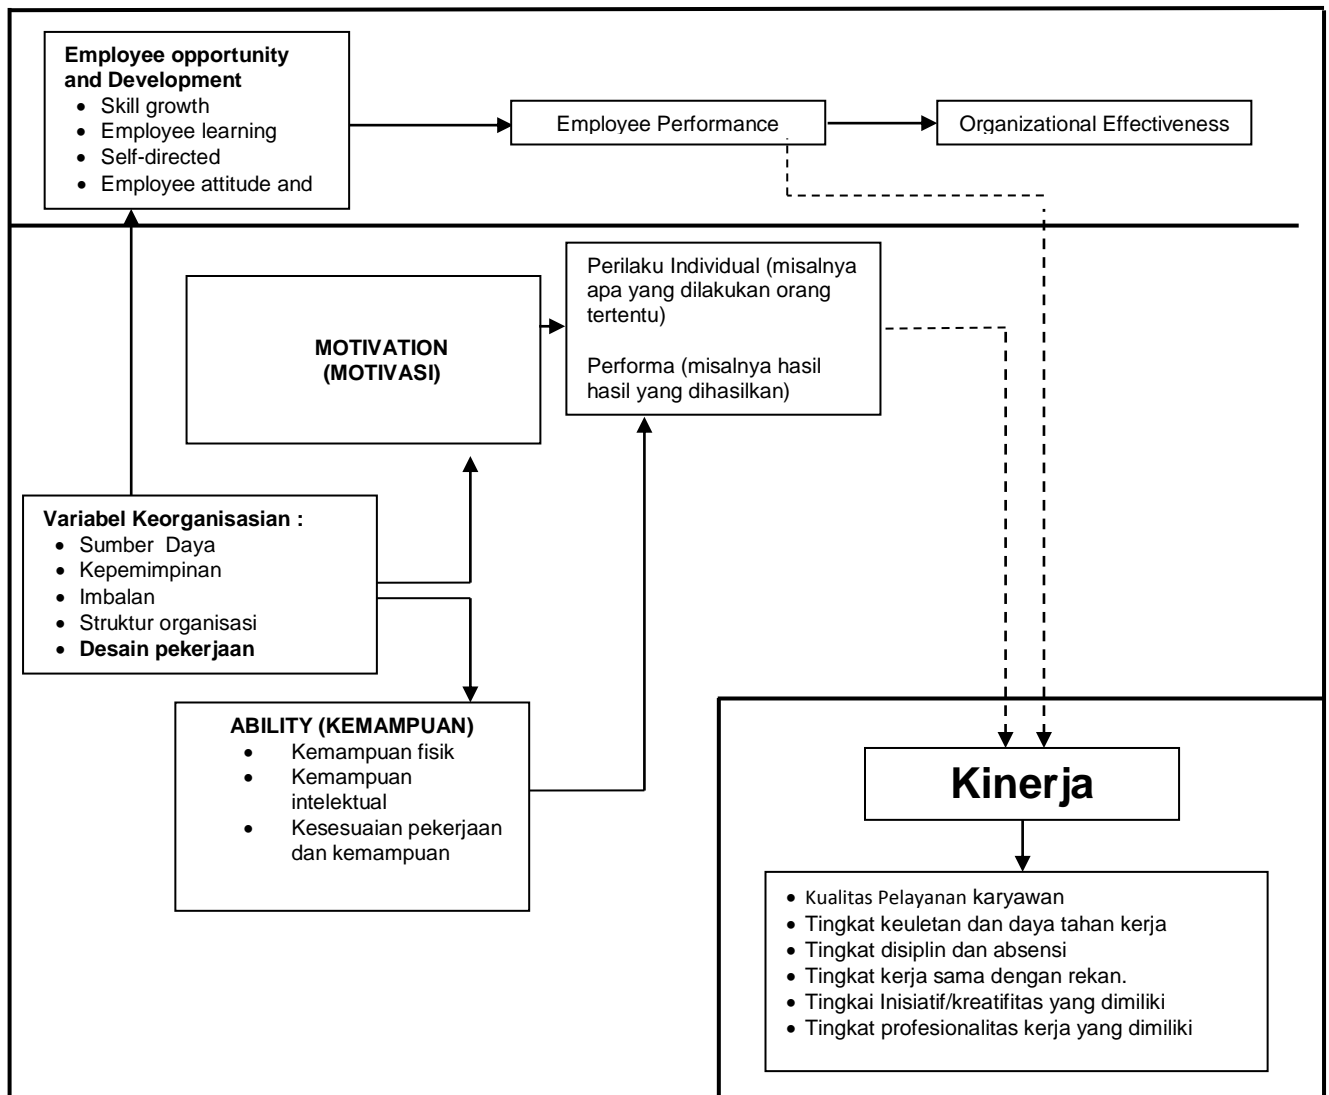 Employee opportunity
and Development
• Skill growth
• Employee learning
• Self-directed
• Employee attitude and
Employee Performance
Organizational Effectiveness
MOTIVATION
(MOTIVASI)
Perilaku Individual (misalnya
apa yang dilakukan orang
tertentu)
Performa (misalnya hasil
hasil yang dihasilkan)
Variabel Keorganisasian :
• Sumber Daya
• Kepemimpinan
• Imbalan
• Struktur organisasi
• Desain pekerjaan
ABILITY (KEMAMPUAN)
• Kemampuan fisik
• Kemampuan
intelektual
• Kesesuaian pekerjaan
dan kemampuan
Kinerja
• Kualitas Pelayanan karyawan
• Tingkat keuletan dan daya tahan kerja
• Tingkat disiplin dan absensi
• Tingkat kerja sama dengan rekan.
• Tingkai Inisiatif/kreatifitas yang dimiliki
• Tingkat profesionalitas kerja yang dimiliki